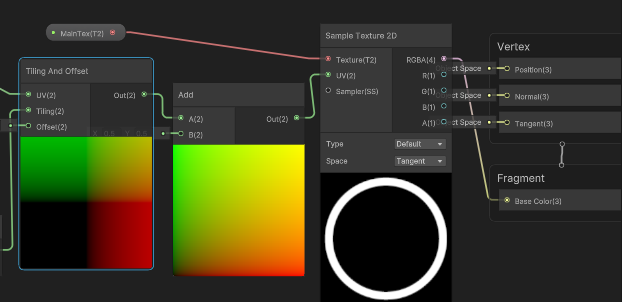 MainTex(T2)
Tiling And Offset
UV(2)
Tiling(2)
Offset(2)
Out(2)
X 0.5 Y 0.5
Add
A(2)
B(2)
Out(2)
Sample Texture 2D
Texture(T2)
UV(2)
Sampler(SS)
RGBA(4)
R(1)
G(1)
B(1)
A(1)
Type
Default
Space
Tangent
Vertex
ct Space
Position(3)
ct Space
Normal(3)
ct Space
Tangent(3)
Fragment
Base Color(3)